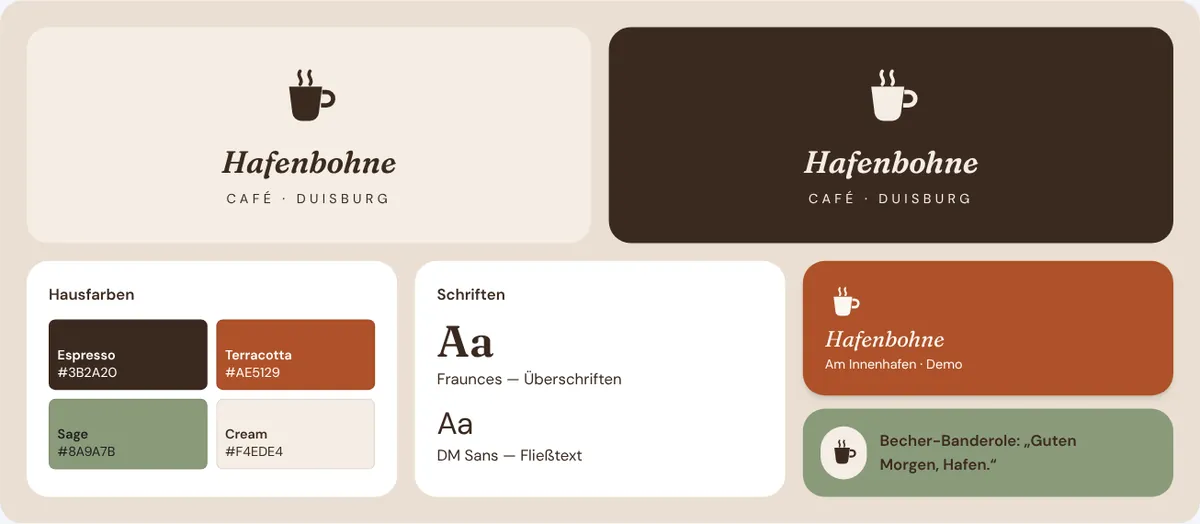 Hafenbohne
CAFÉ · DUISBURG
Hafenbohne
CAFÉ · DUISBURG
Hausfarben
Espresso
#3B2A20
Terracotta
#AE5129
Sage
#8A9A7B
Cream
#F4EDE4
Schriften
Aa
Fraunces — Überschriften
Aa
DM Sans — Fließtext
Hafenbohne
Am Innenhafen · Demo
Becher-Banderole: „Guten
Morgen, Hafen.“